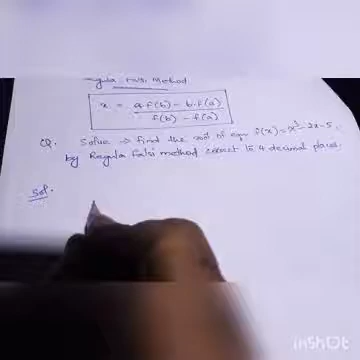 Regula Falsi Method
x = a.f(b) - b.f(a) / f(b) - f(a)
Q. Solve → find the root of eqn f(x) = x³-2x-5,
by Regula falsi method correct to 4 decimal places.
Sol.
InShOt